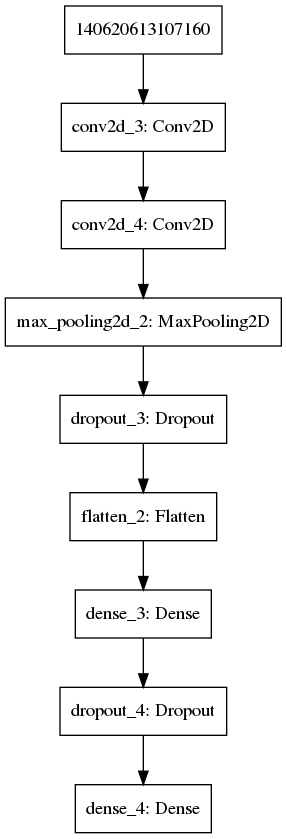 140620613107160
conv2d_3: Conv2D
conv2d_4: Conv2D
max_pooling2d_2: MaxPooling2D
dropout_3: Dropout
flatten_2: Flatten
dense_3: Dense
dropout_4: Dropout
dense_4: Dense